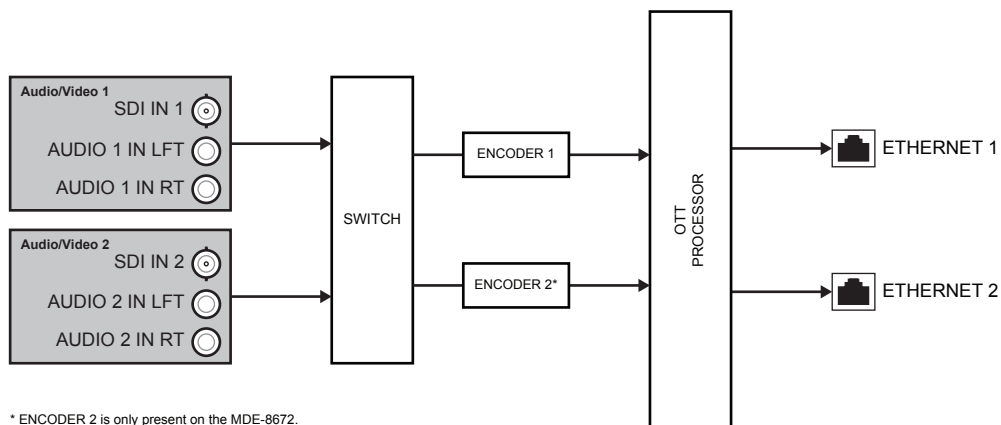 Audio/Video 1
SDI IN 1
AUDIO 1 IN LFT
AUDIO 1 IN RT
Audio/Video 2
SDI IN 2
AUDIO 2 IN LFT
AUDIO 2 IN RT
SWITCH
ENCODER 1
ENCODER 2*
OTT
PROCESSOR
ETHERNET 1
ETHERNET 2
* ENCODER 2 is only present on the MDE-8672.